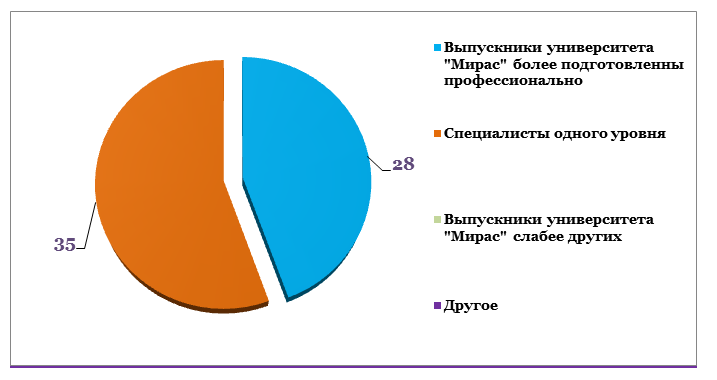 Выпускники университета
"Мирас" более подготовленны
профессионально
Специалисты одного уровня
28
Выпускники университета
"Мирас" слабее других
35
Другое